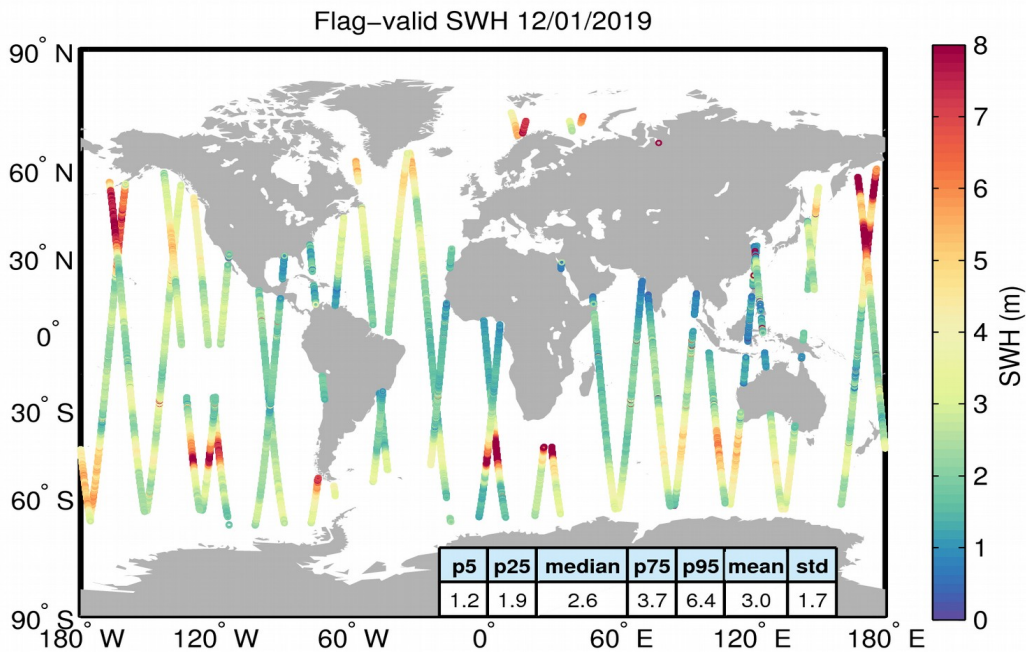 Flag−valid SWH 12/01/2019
90° N
60° N
30° N
0°
30° S
60° S
90° S
180° W
120° W
60° W
0°
60° E
120° E
180° E
8
7
6
5
4
3
2
1
0
SWH (m)
p5 p25 median p75 p95 mean std
1.2 1.9 2.6 3.7 6.4 3.0 1.7